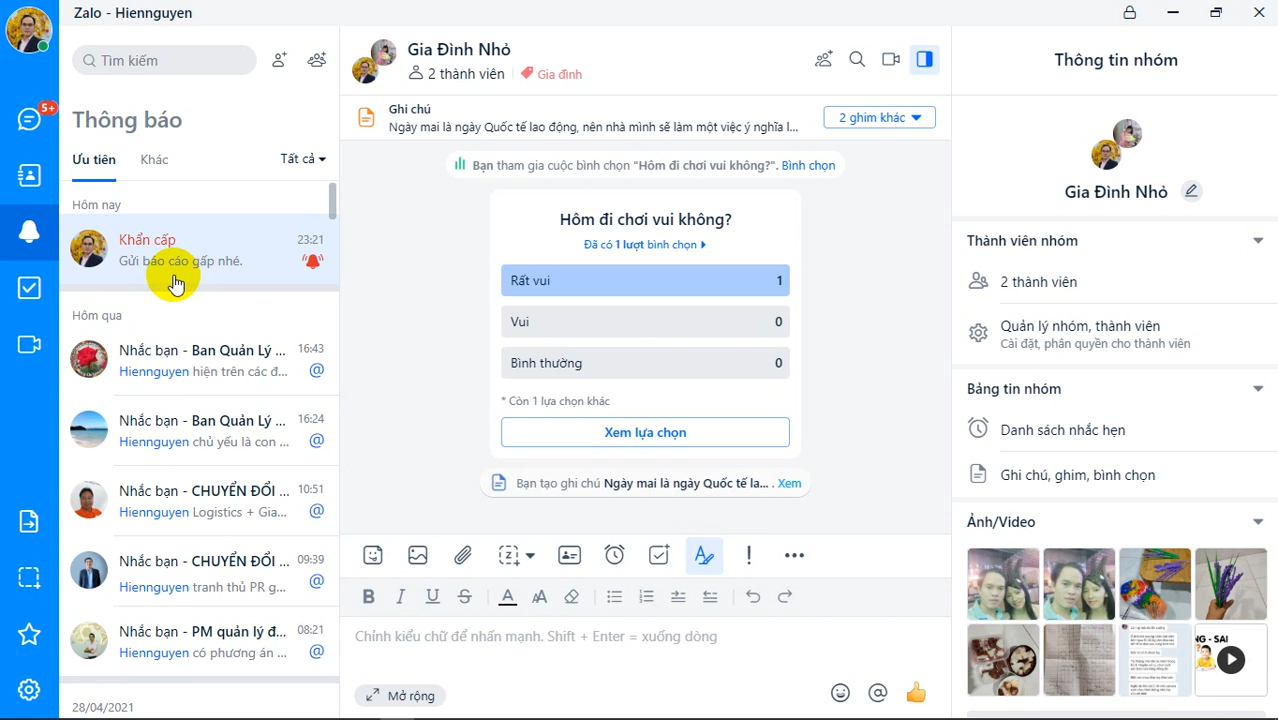 Zalo - Hiennguyen
Tìm kiếm
5+
Thông báo
Ưu tiên
Khác
Tất cả
Hôm nay
Khẩn cấp
23:21
Gửi báo cáo gấp nhé.
Hôm qua
Nhắc bạn - Ban Quản Lý ...
16:43
Hiennguyen hiện trên các đ...
@
Nhắc bạn - Ban Quản Lý ...
16:24
Hiennguyen chủ yếu là con ...
@
Nhắc bạn - CHUYỂN ĐỔI ...
10:51
Hiennguyen Logistics + Gia...
@
Nhắc bạn - CHUYỂN ĐỔI...
09:39
Hiennguyen tranh thủ PR g...
@
Nhắc bạn - PM quản lý đ...
08:21
Hiennguyen có phương án ...
@
28/04/2021
Gia Đình Nhỏ
2 thành viên
Gia đình
Ghi chú
Ngày mai là ngày Quốc tế lao động, nên nhà mình sẽ làm một việc ý nghĩa l...
2 ghim khác
Bạn tham gia cuộc bình chọn "Hôm đi chơi vui không?". Bình chọn
Hôm đi chơi vui không?
Đã có 1 lượt bình chọn
Rất vui 1
Vui 0
Bình thường 0
* Còn 1 lựa chọn khác
Xem lựa chọn
Bạn tạo ghi chú Ngày mai là ngày Quốc tế la... . Xem
B I U S A AA
Chỉnh kiểu chữ để nhấn mạnh. Shift + Enter = xuống dòng
Mở rộng
@
Thông tin nhóm
Gia Đình Nhỏ
Thành viên nhóm
2 thành viên
Quản lý nhóm, thành viên
Cài đặt, phân quyền cho thành viên
Bảng tin nhóm
Danh sách nhắc hẹn
Ghi chú, ghim, bình chọn
Ảnh/Video
NG - SAI